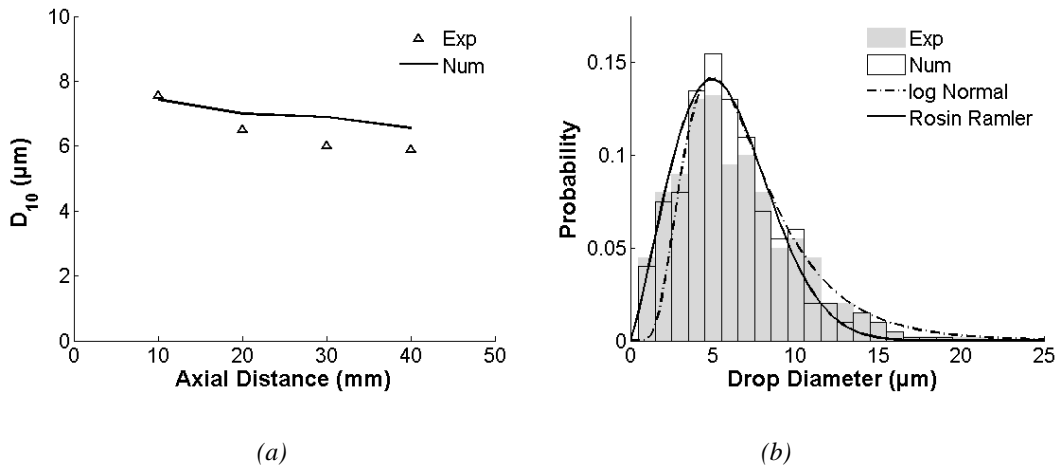 10
8
6
4
2
0
D10 (µm)
Exp
Num
0 10 20 30 40 50
Axial Distance (mm)
(a)
0.15
0.1
0.05
0
Probability
Exp
Num
log Normal
Rosin Ramler
0 5 10 15 20 25
Drop Diameter (µm)
(b)